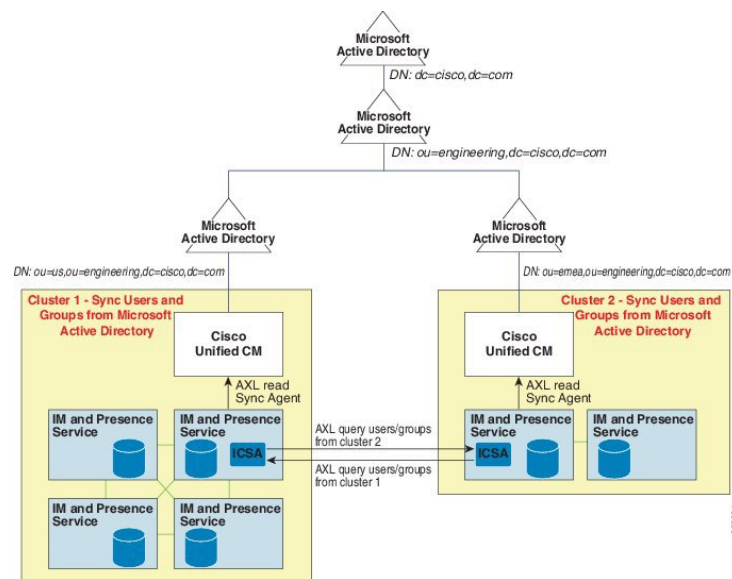 Microsoft
Active Directory
DN: dc=cisco,dc=com
Microsoft
Active Directory
DN: ou=engineering,dc=cisco,dc=com
Microsoft
Active Directory
Microsoft
Active Directory
DN: ou=us,ou=engineering,dc=cisco,dc=com
DN: ou=emea,ou=engineering,dc=cisco,dc=com
Cluster 1 - Sync Users and
Groups from Microsoft
Active Directory
Cisco
Unified CM
AXL read
Sync Agent
IM and Presence
Service
IM and Presence
Service
ICSA
IM and Presence
Service
IM and Presence
Service
AXL query users/groups
from cluster 2
AXL query users/groups
from cluster 1
Cluster 2 - Sync Users and
Groups from Microsoft
Active Directory
Cisco
Unified CM
AXL read
Sync Agent
IM and Presence
Service
ICSA
IM and Presence
Service